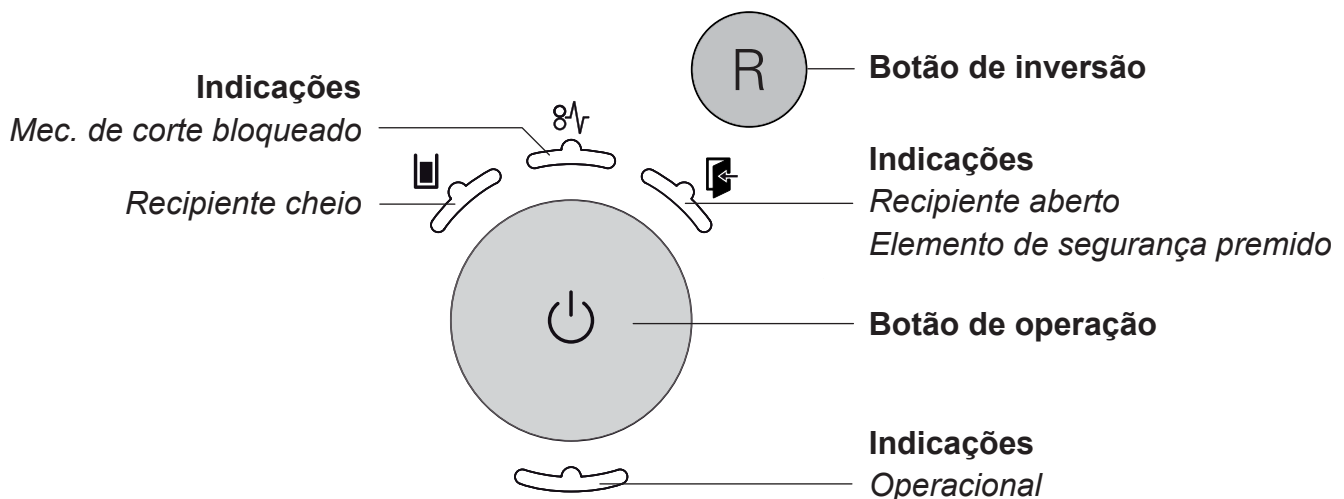 R
Botão de inversão
Indicações
Mec. de corte bloqueado
Recipiente cheio
Indicações
Recipiente aberto
Elemento de segurança premido
Botão de operação
Indicações
Operacional